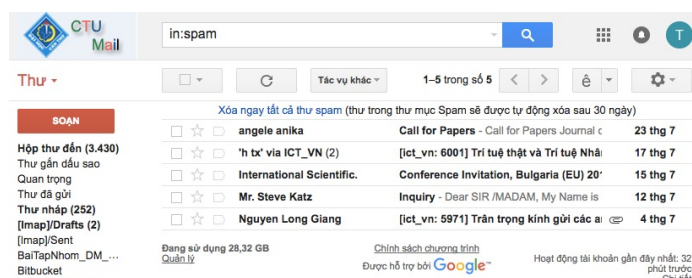 CTU
Mail
in:spam
T
Thư
Tác vụ khác
1–5 trong số 5
ê
SOẠN
Xóa ngay tất cả thư spam (thư trong thư mục Spam sẽ được tự động xóa sau 30 ngày)
Hộp thư đến (3.430)
Thư gắn dấu sao
Quan trọng
Thư đã gửi
Thư nháp (252)
[Imap]/Drafts (2)
[Imap]/Sent
BaiTapNhom_DM_...
Bitbucket
angele anika Call for Papers - Call for Papers Journal 23 thg 7
'h tx' via ICT_VN (2) [ict_vn: 6001] Trí tuệ thật và Trí tuệ 17 thg 7
International Scientific. Conference Invitation, Bulgaria (EU) 15 thg 7
Mr. Steve Katz Inquiry - Dear SIR /MADAM, My Name is 12 thg 7
Nguyen Long Giang [ict_vn: 5971] Trân trọng kính gửi các 4 thg 7
Đang sử dụng 28,32 GB
Quản lý
Chính sách chương trình
Được hỗ trợ bởi Google™
Hoạt động tài khoản gần đây nhất: 32
phút trước